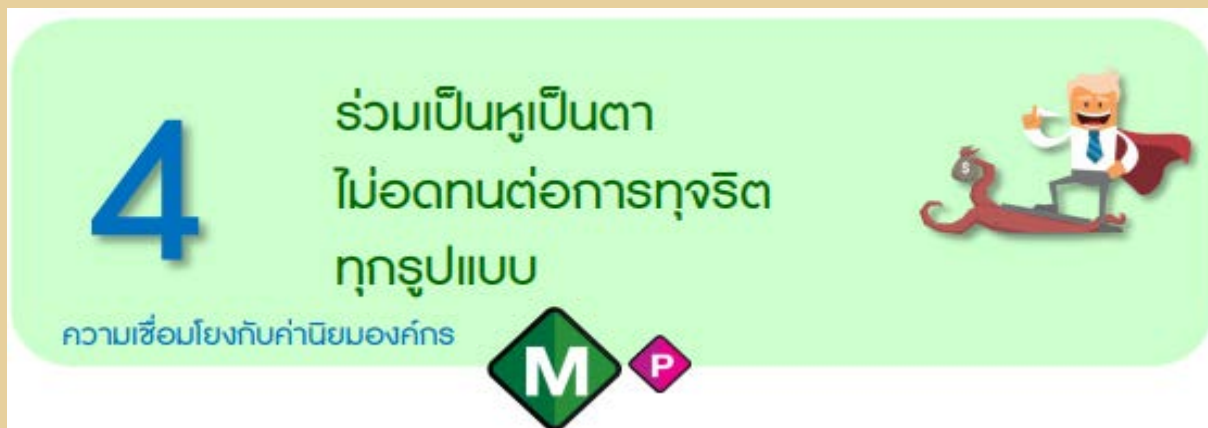 4
ร่วมเป็นหูเป็นตา
ไม่อดทนต่อการทุจริต
ทุกรูปแบบ
$
ความเชื่อมโยงกับค่านิยมองค์กร
M
P